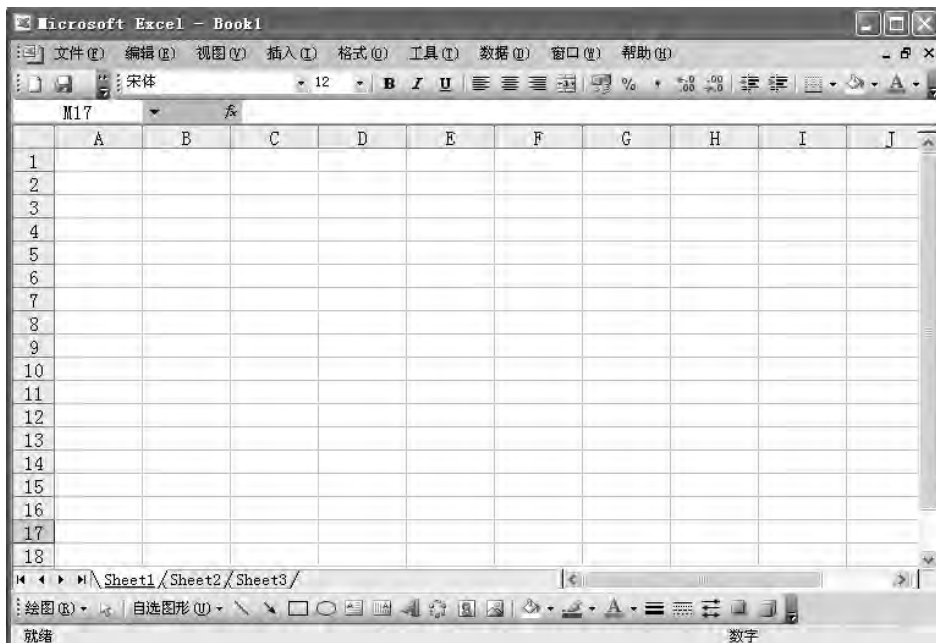 Microsoft Excel - Book1
文件(F) 编辑(E) 视图(V) 插入(I) 格式(O) 工具(T) 数据(D) 窗口(W) 帮助(H)
宋体 12 B I U % A
M17 fx
A B C D E F G H I J
1
2
3
4
5
6
7
8
9
10
11
12
13
14
15
16
17
18
Sheet1 / Sheet2 / Sheet3 /
绘图(R) 自选图形(U) A
就绪 数字